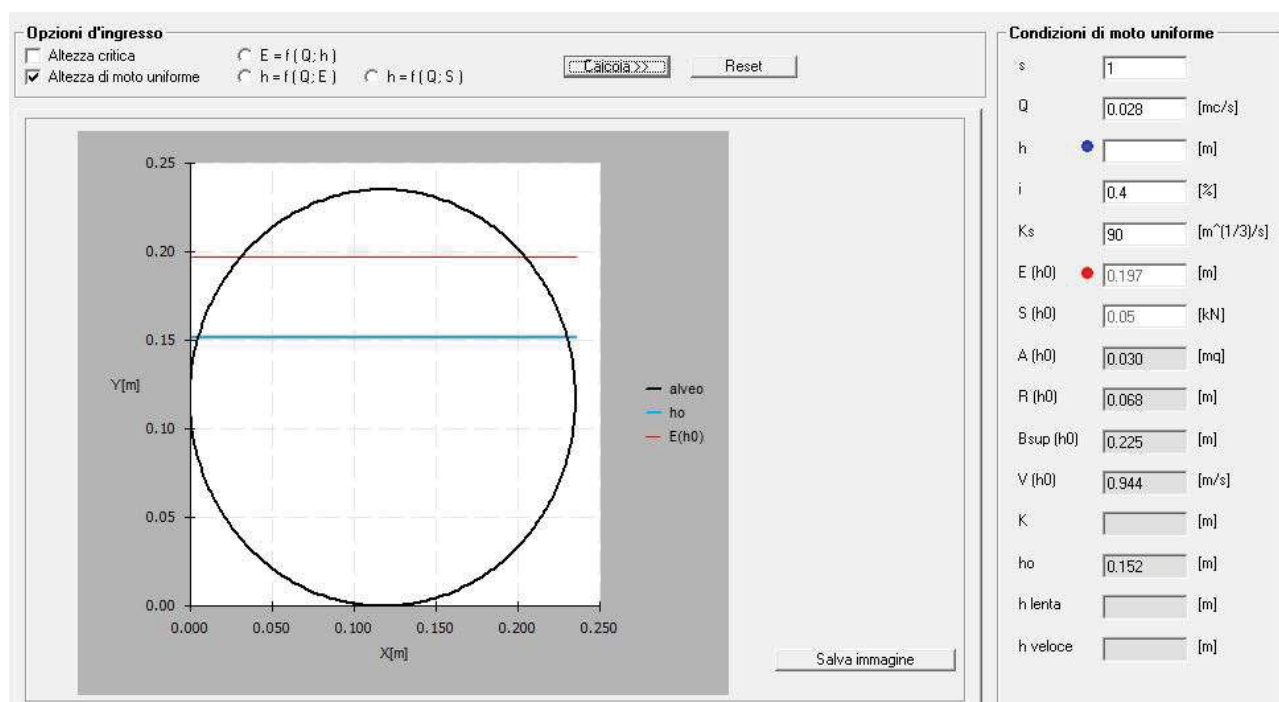 Opzioni d'ingresso
Altezza critica
E = f ( Q; h )
Altezza di moto uniforme
h = f ( Q; E )
h = f ( Q; S )
Calcola >>
Reset
0.25
0.20
0.15
0.10
0.05
0.00
Y[m]
0.000 0.050 0.100 0.150 0.200 0.250
X[m]
alveo
ho
E(h0)
Salva immagine
Condizioni di moto uniforme
s 1
Q 0.028 [mc/s]
h [m]
i 0.4 [%]
Ks 90 [m^(1/3)/s]
E (h0) 0.197 [m]
S (h0) 0.05 [kN]
A (h0) 0.030 [mq]
R (h0) 0.068 [m]
Bsup (h0) 0.225 [m]
V (h0) 0.944 [m/s]
K [m]
ho 0.152 [m]
h lenta [m]
h veloce [m]